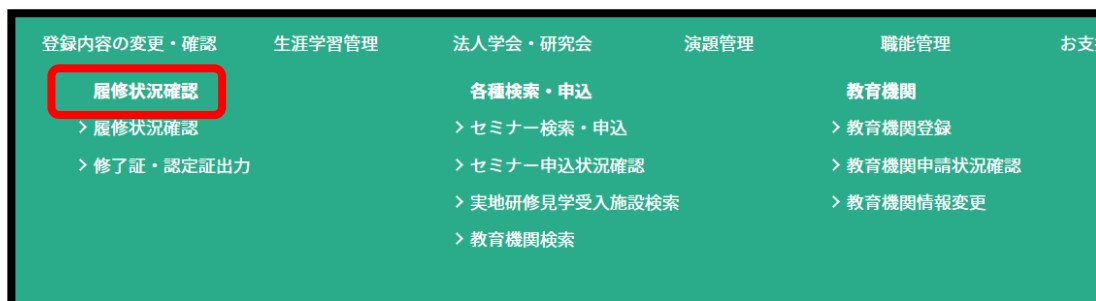 登録内容の変更・確認 生涯学習管理 法人学会・研究会 演題管理 職能管理 お支
履修状況確認 各種検索・申込 教育機関
> 履修状況確認 > セミナー検索・申込 > 教育機関登録
> 修了証・認定証出力 > セミナー申込状況確認 > 教育機関申請状況確認
> 実地研修見学受入施設検索 > 教育機関情報変更
> 教育機関検索